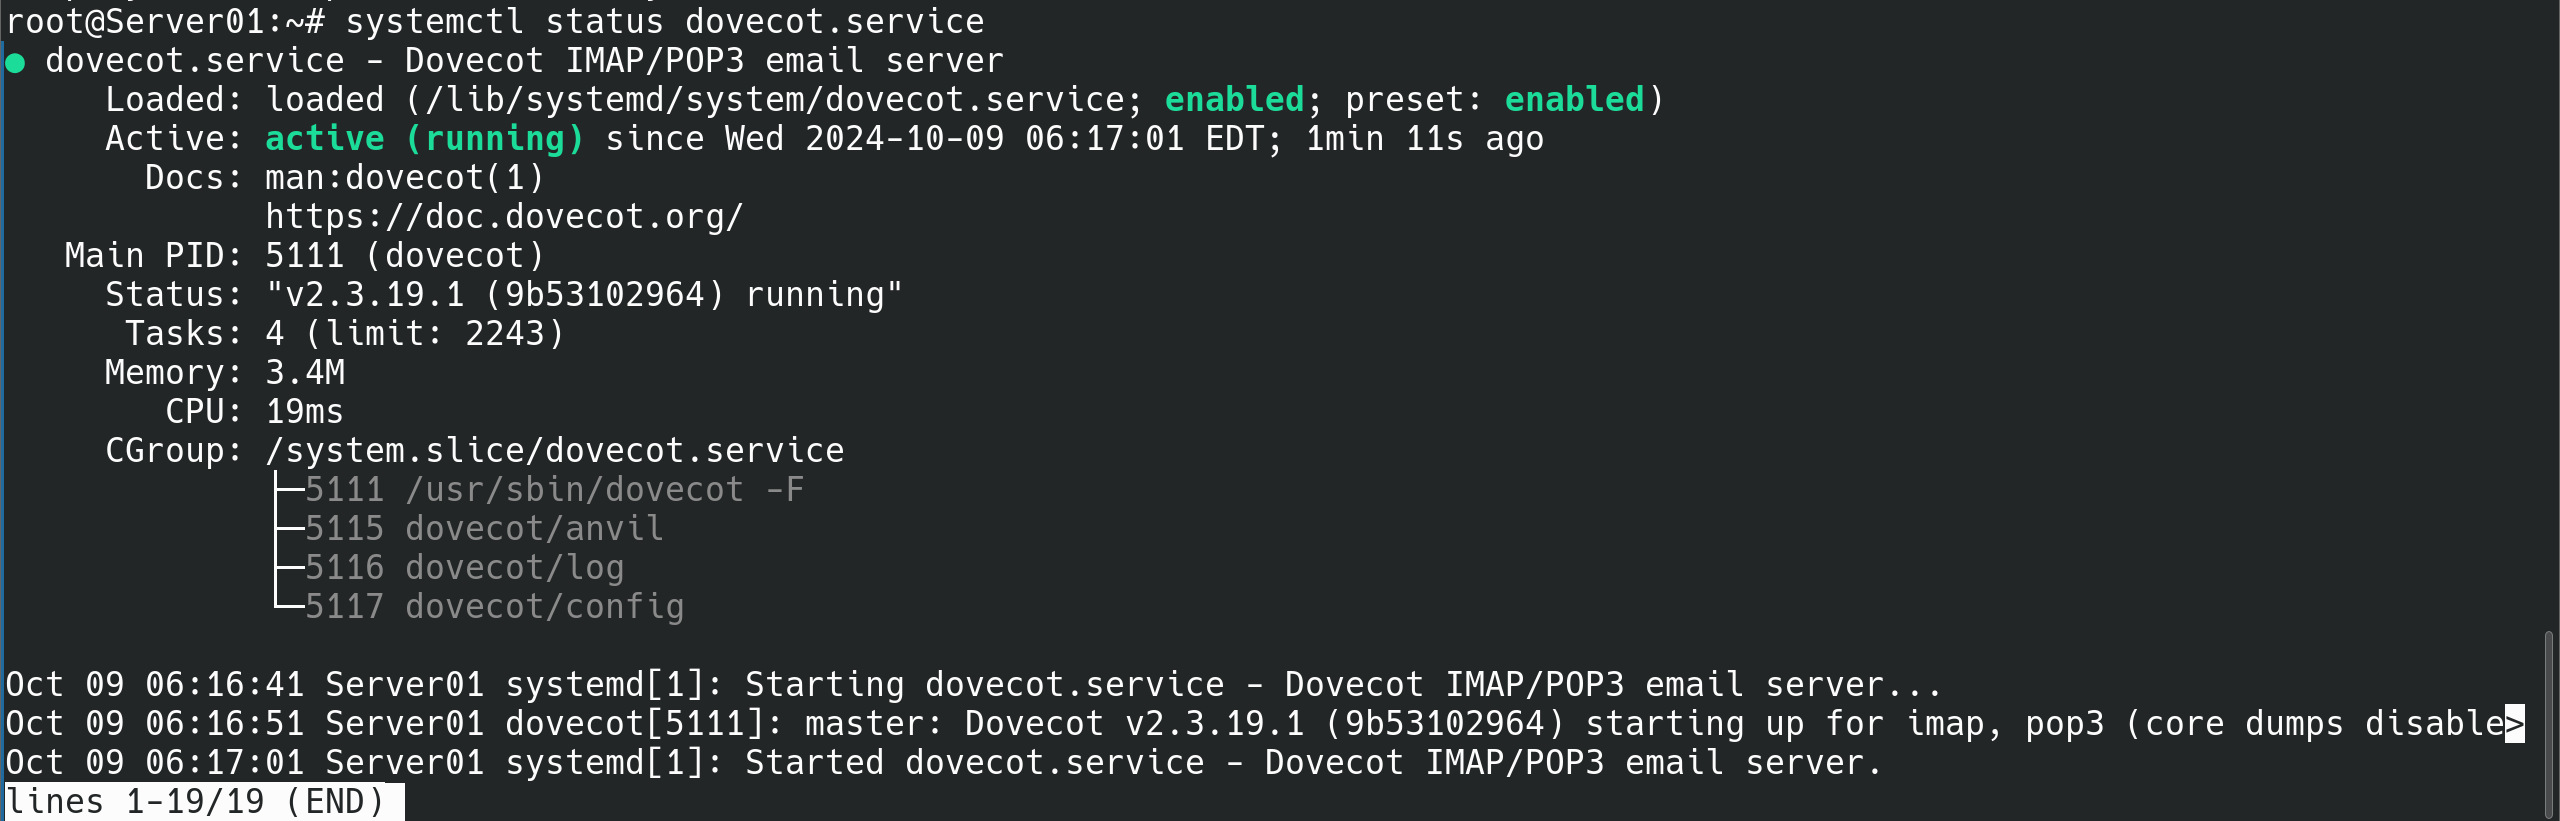 root@Server01:~# systemctl status dovecot.service
● dovecot.service - Dovecot IMAP/POP3 email server
     Loaded: loaded (/lib/systemd/system/dovecot.service; enabled; preset: enabled)
     Active: active (running) since Wed 2024-10-09 06:17:01 EDT; 1min 11s ago
       Docs: man:dovecot(1)
             https://doc.dovecot.org/
   Main PID: 5111 (dovecot)
     Status: "v2.3.19.1 (9b53102964) running"
      Tasks: 4 (limit: 2243)
     Memory: 3.4M
        CPU: 19ms
     CGroup: /system.slice/dovecot.service
             ├─5111 /usr/sbin/dovecot -F
             ├─5115 dovecot/anvil
             ├─5116 dovecot/log
             └─5117 dovecot/config

Oct 09 06:16:41 Server01 systemd[1]: Starting dovecot.service - Dovecot IMAP/POP3 email server...
Oct 09 06:16:51 Server01 dovecot[5111]: master: Dovecot v2.3.19.1 (9b53102964) starting up for imap, pop3 (core dumps disable>
Oct 09 06:17:01 Server01 systemd[1]: Started dovecot.service - Dovecot IMAP/POP3 email server.
lines 1-19/19 (END)